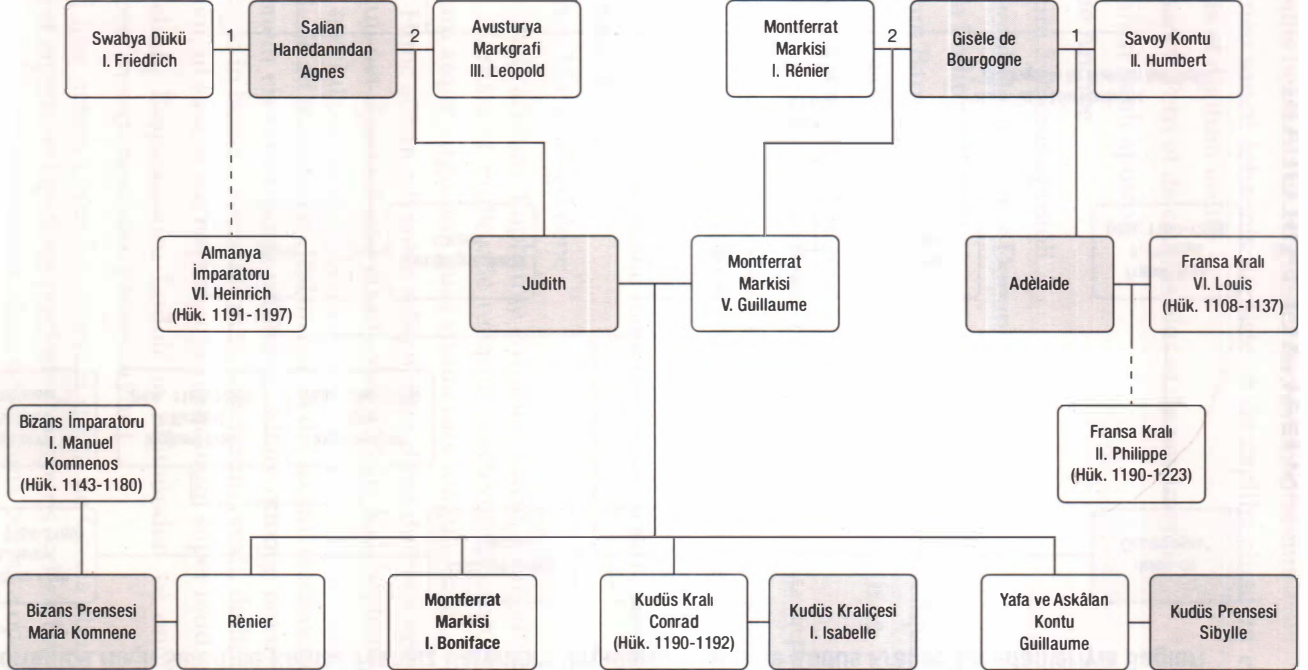 Swabya Dükü
I. Friedrich
1
Salian
Hanedanından
Agnes
2
Avusturya
Markgrafi
III. Leopold
Montferrat
Markisi
I. Rénier
2
Gisèle de
Bourgogne
1
Savoy Kontu
II. Humbert
Almanya
İmparatoru
VI. Heinrich
(Hük. 1191-1197)
Judith
Montferrat
Markisi
V. Guillaume
Adèlaide
Fransa Kralı
VI. Louis
(Hük. 1108-1137)
Bizans İmparatoru
I. Manuel
Komnenos
(Hük. 1143-1180)
Fransa Kralı
II. Philippe
(Hük. 1190-1223)
Bizans Prensesi
Maria Komnene
Rènier
Montferrat
Markisi
I. Boniface
Kudüs Kralı
Conrad
(Hük. 1190-1192)
Kudüs Kraliçesi
I. Isabelle
Yafa ve Askâlan
Kontu
Guillaume
Kudüs Prensesi
Sibylle